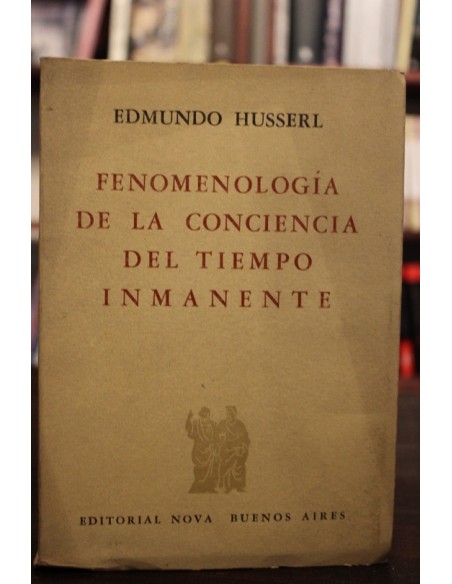 EDMUNDO HUSSERL
FENOMENOLOGÍA
DE LA CONCIENCIA
DEL TIEMPO
INMANENTE
EDITORIAL NOVA BUENOS AIRES